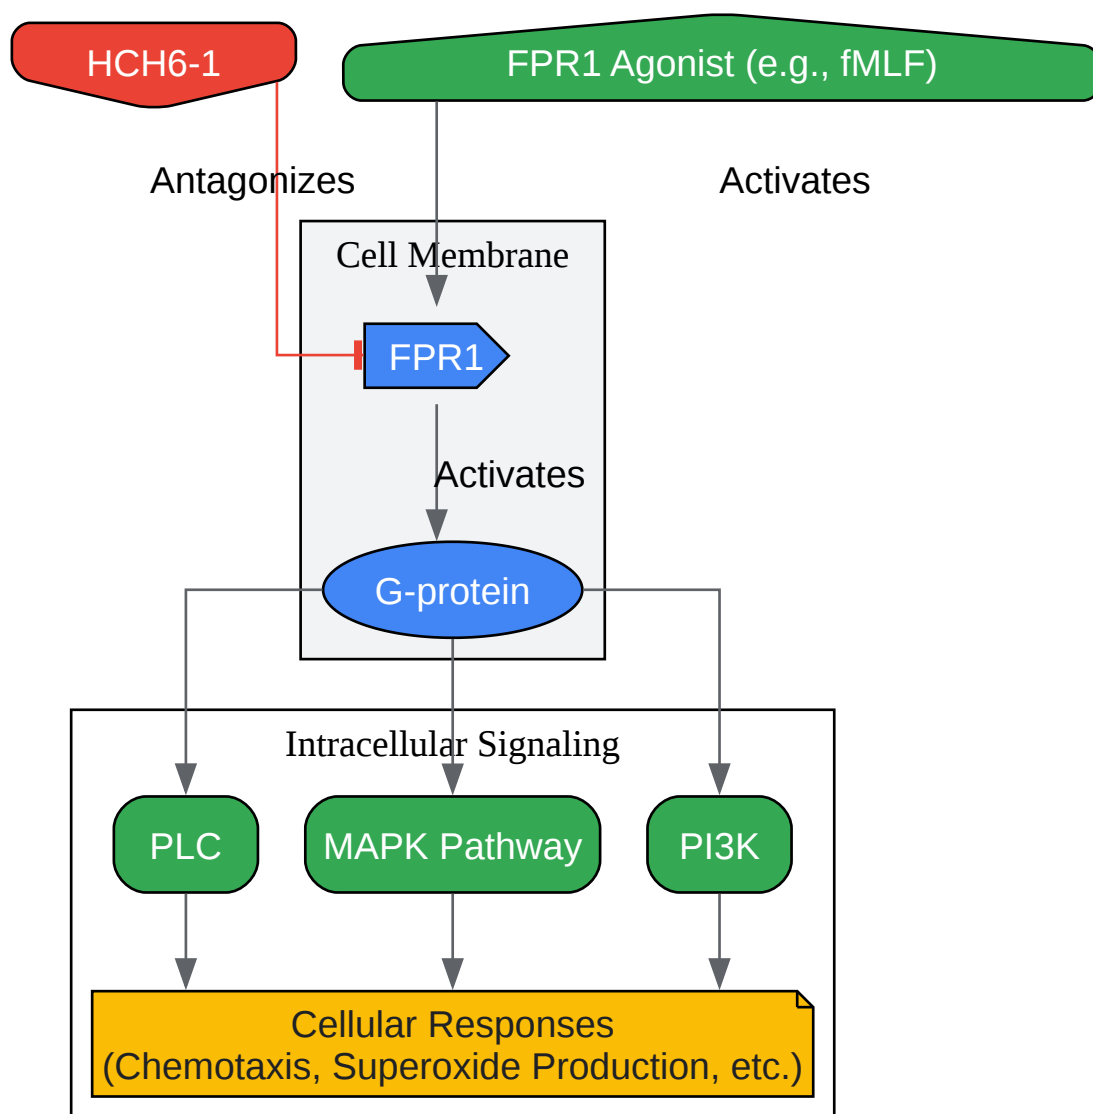 HCH6-1
FPR1 Agonist (e.g., fMLF)
Antagonizes
Activates
Cell Membrane
FPR1
Activates
G-protein
Intracellular Signaling
PLC
MAPK Pathway
PI3K
Cellular Responses
(Chemotaxis, Superoxide Production, etc.)